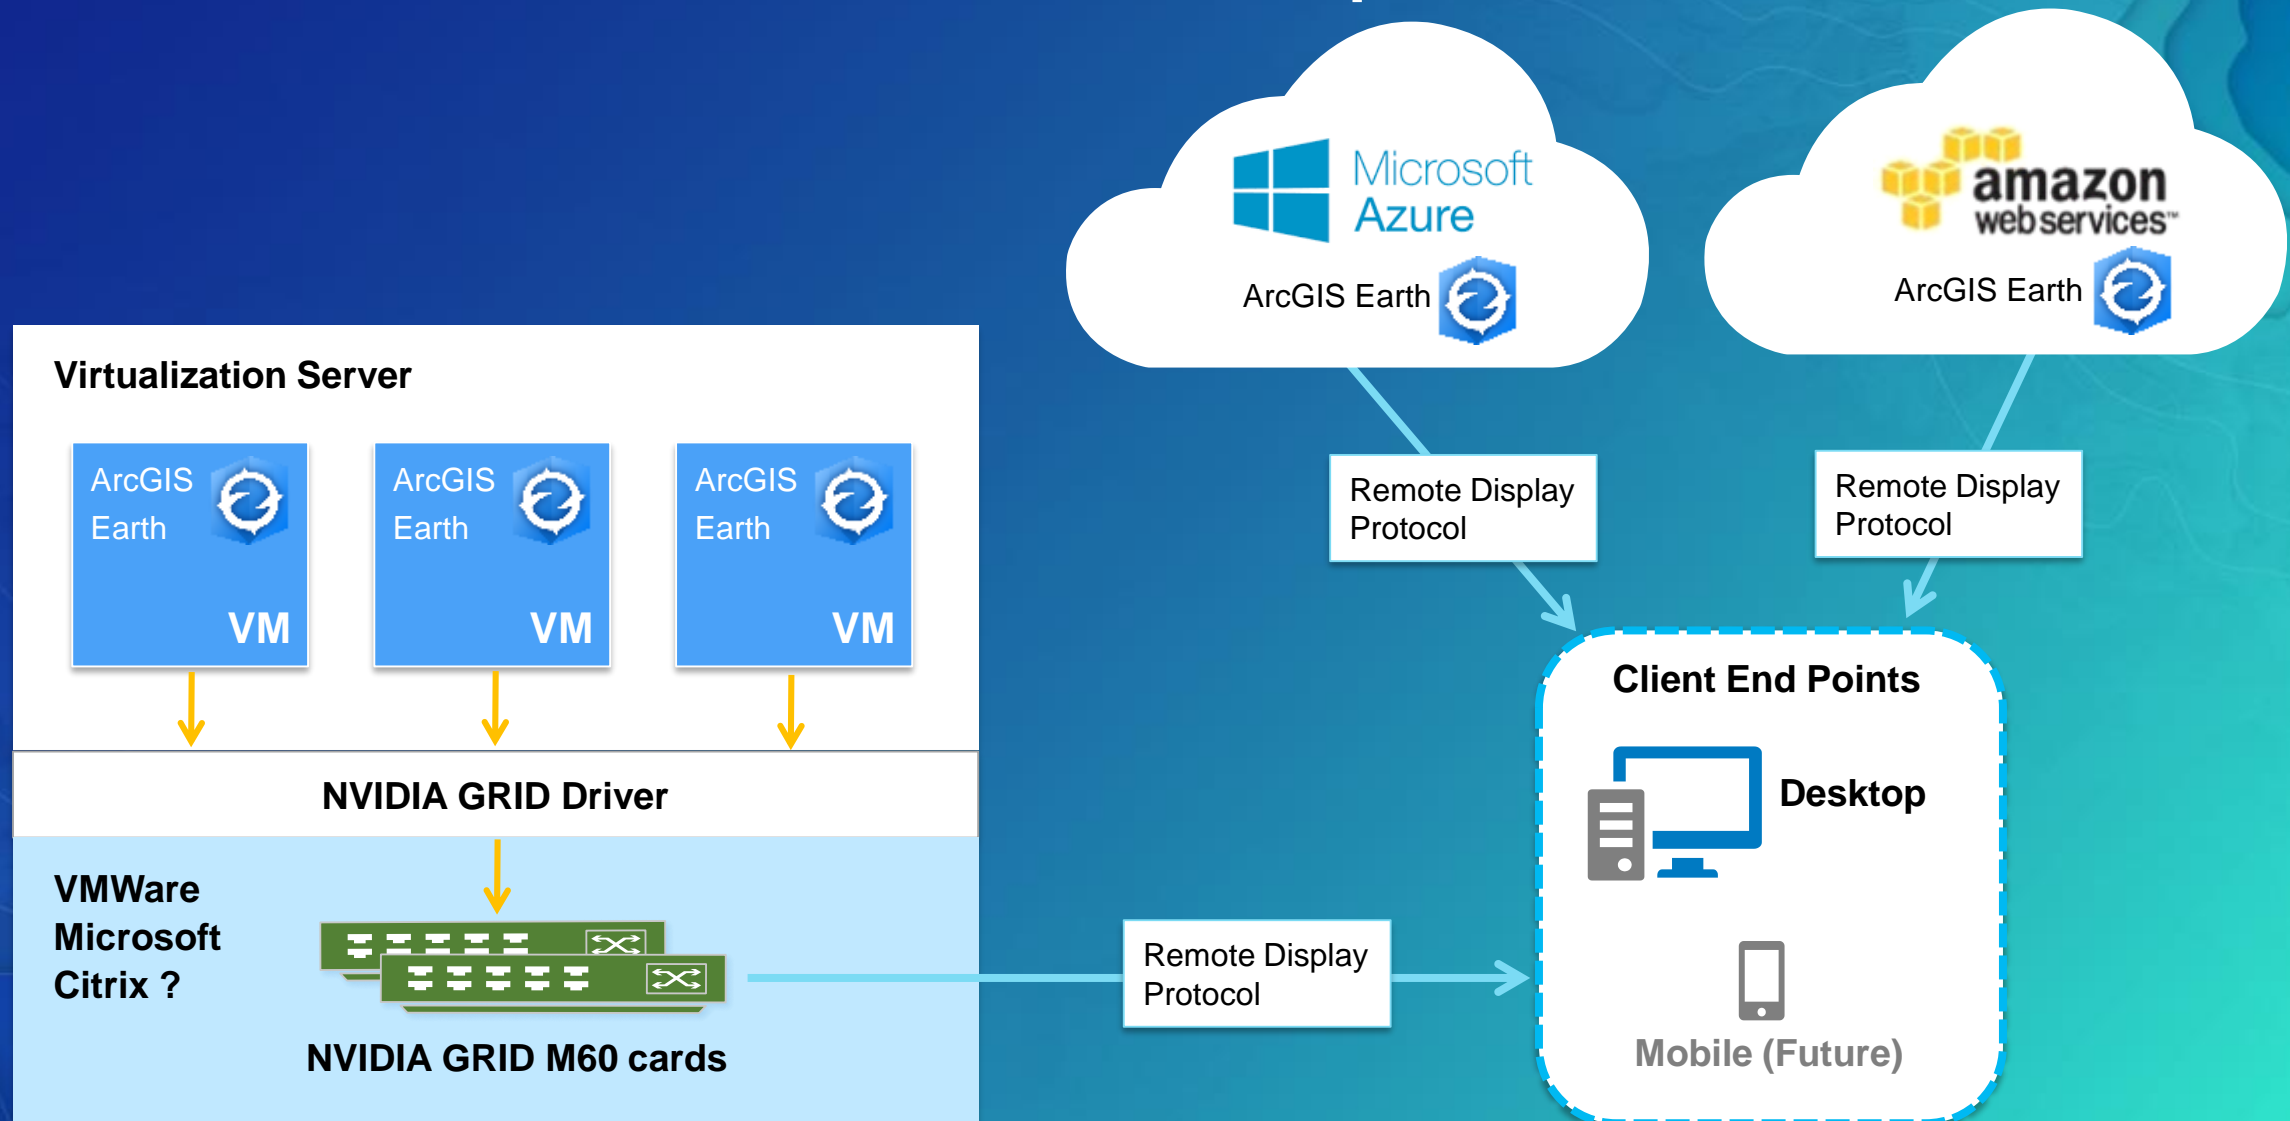 Microsoft
Azure
ArcGIS Earth
amazon
webservices™
ArcGIS Earth
Virtualization Server
ArcGIS
Earth
VM
ArcGIS
Earth
VM
ArcGIS
Earth
VM
NVIDIA GRID Driver
VMWare
Microsoft
Citrix ?
NVIDIA GRID M60 cards
Remote Display
Protocol
Remote Display
Protocol
Remote Display
Protocol
Client End Points
Desktop
Mobile (Future)